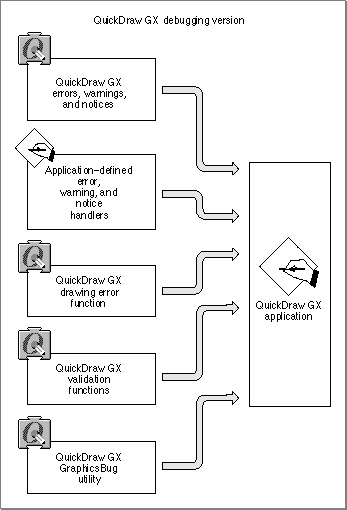 QuickDraw GX debugging version
QuickDraw GX
errors, warnings,
and notices
Application-defined
error,
warning, and
notice
handlers
QuickDraw GX
drawing error
function
QuickDraw GX
validation
functions
QuickDraw GX
GraphicsBug
utility
QuickDraw GX
application